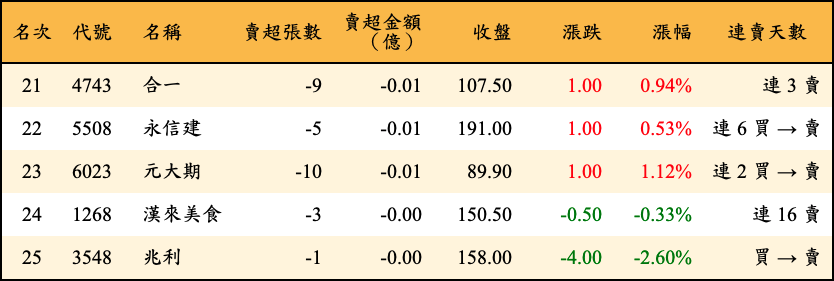 名次 代號 名稱 賣超張數 賣超金額（億） 收盤 漲跌 漲幅 連賣天數
21 4743 合一 -9 -0.01 107.50 1.00 0.94% 連 3 賣
22 5508 永信建 -5 -0.01 191.00 1.00 0.53% 連 6 買 → 賣
23 6023 元大期 -10 -0.01 89.90 1.00 1.12% 連 2 買 → 賣
24 1268 漢來美食 -3 -0.00 150.50 -0.50 -0.33% 連 16 賣
25 3548 兆利 -1 -0.00 158.00 -4.00 -2.60% 買 → 賣